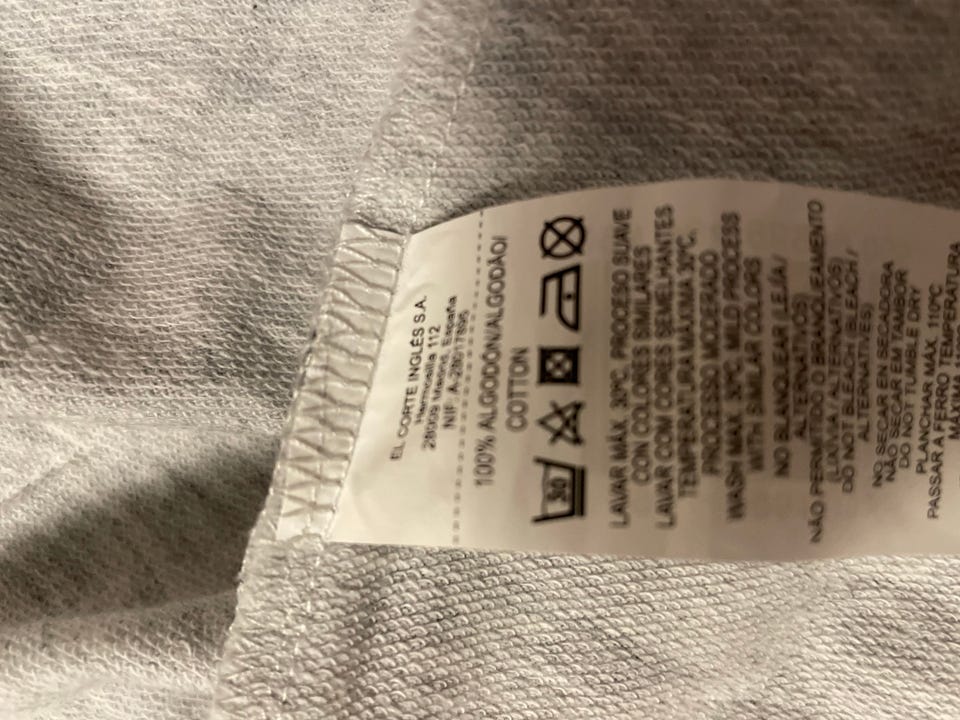 EL CORTE INGLÉS S.A.
Hermosilla 112
28009 Madrid. España
NIF. A-28017895
100% ALGODÓN/ALGODÃO/
COTTON
30
LAVAR MÁX. 30ºC. PROCESO SUAVE
CON COLORES SIMILARES
LAVAR COM CORES SEMELHANTES
TEMPERATURA MÁXIMA 30ºC.
PROCESSO MODERADO
WASH MAX. 30ºC. MILD PROCESS
WITH SIMILAR COLORS
NO BLANQUEAR (LEJÍA /
ALTERNATIVOS)
NÃO PERMITIDO O BRANQUEAMENTO
(LIXÍVIA / ALTERNATIVOS)
DO NOT BLEACH (BLEACH /
ALTERNATES)
NO SECAR EN SECADORA
NÃO SECAR EM TAMBOR
DO NOT TUMBLE DRY
PLANCHAR MÁX. 110ºC
PASSAR A FERRO TEMPERATURA
MÁXIMA